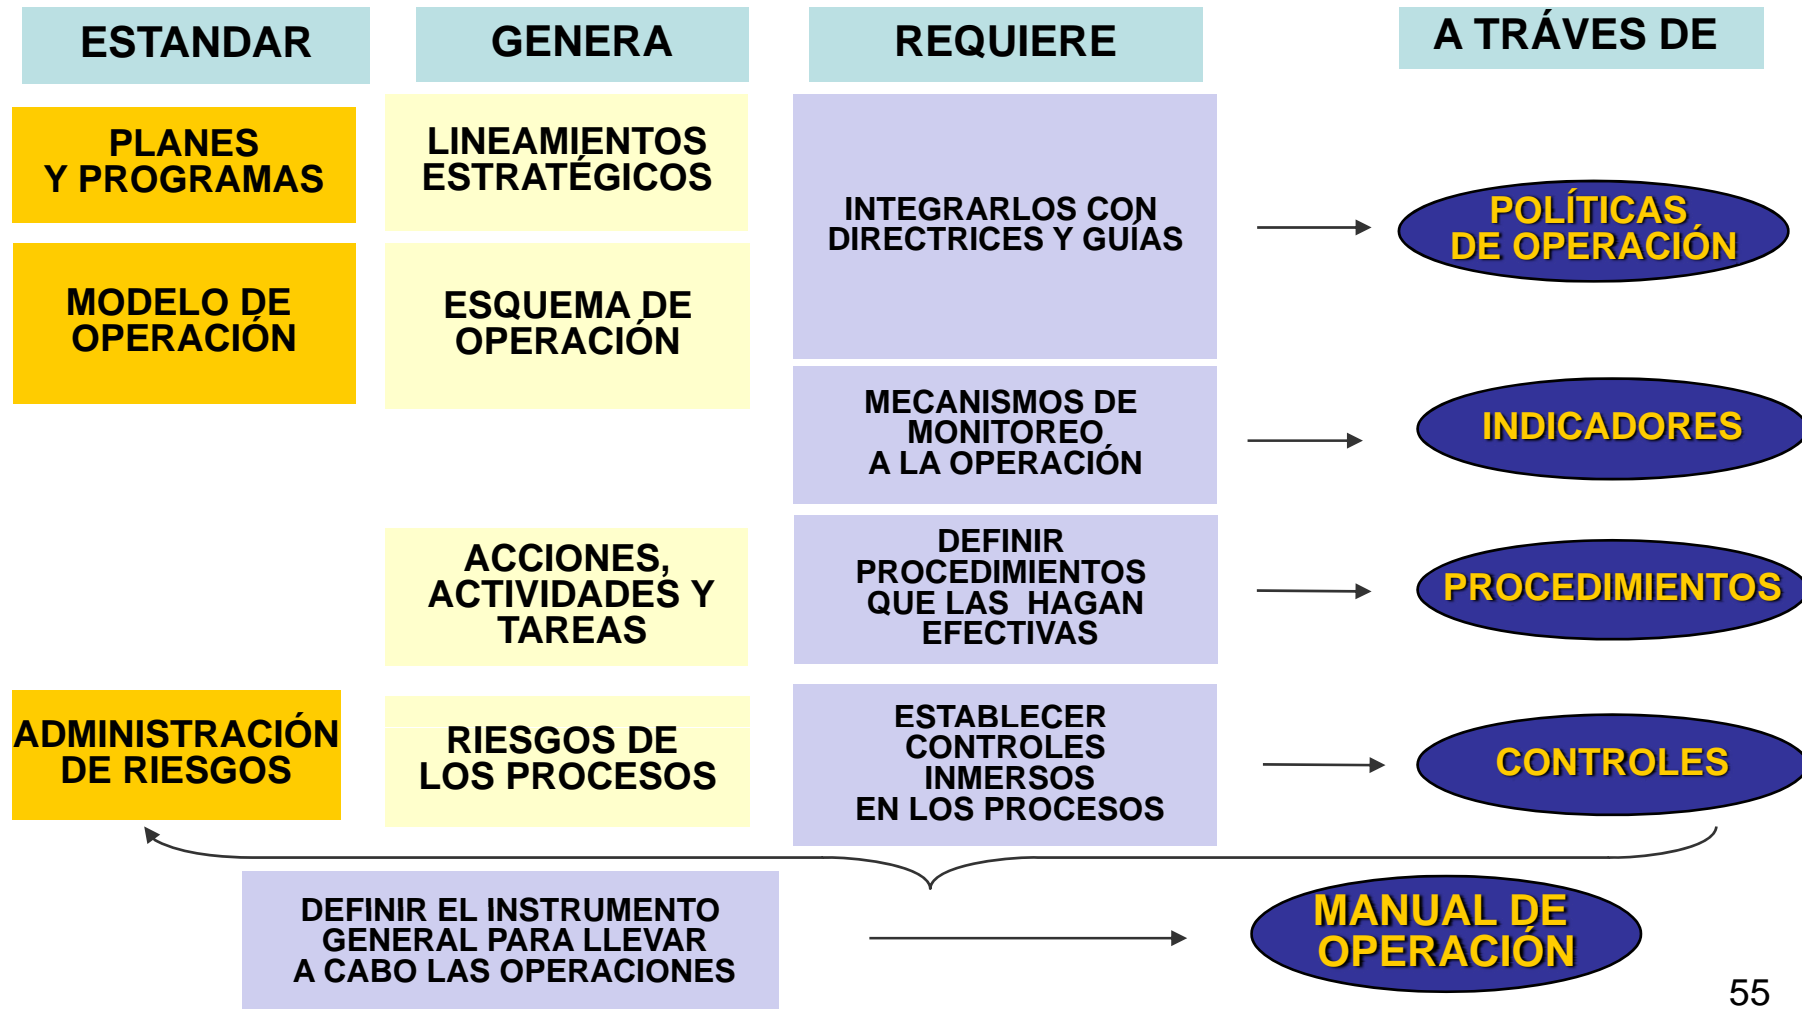 ESTANDAR
GENERA
REQUIERE
A TRÁVES DE
PLANES
Y PROGRAMAS
LINEAMIENTOS
ESTRATÉGICOS
INTEGRARLOS CON
DIRECTRICES Y GUÍAS
POLÍTICAS
DE OPERACIÓN
MODELO DE
OPERACIÓN
ESQUEMA DE
OPERACIÓN
MECANISMOS DE
MONITOREO
A LA OPERACIÓN
INDICADORES
ACCIONES,
ACTIVIDADES Y
TAREAS
DEFINIR
PROCEDIMIENTOS
QUE LAS HAGAN
EFECTIVAS
PROCEDIMIENTOS
ADMINISTRACIÓN
DE RIESGOS
RIESGOS DE
LOS PROCESOS
ESTABLECER
CONTROLES
INMERSOS
EN LOS PROCESOS
CONTROLES
DEFINIR EL INSTRUMENTO
GENERAL PARA LLEVAR
A CABO LAS OPERACIONES
MANUAL DE
OPERACIÓN
55